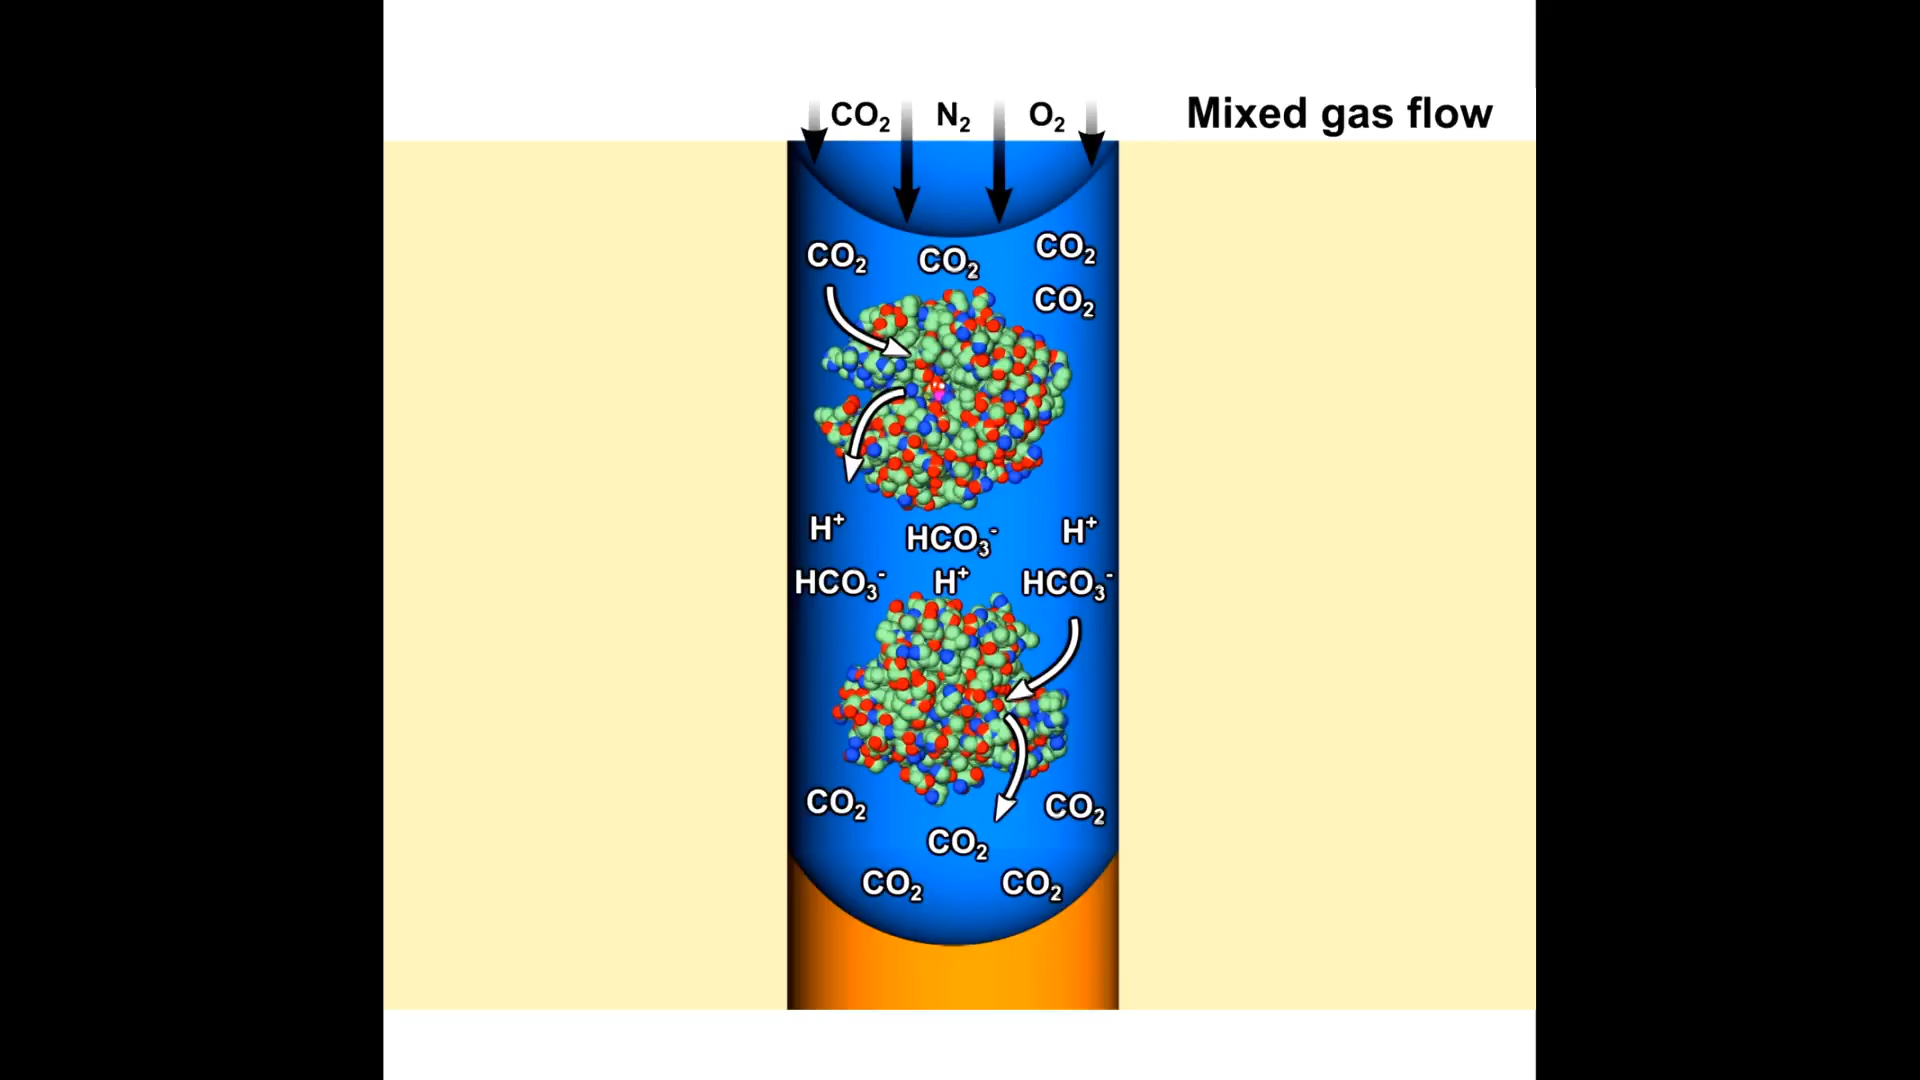 CO₂ N₂ O₂ Mixed gas flow
CO₂ CO₂ CO₂
CO₂
H⁺ HCO₃⁻ H⁺
HCO₃⁻ H⁺ HCO₃⁻
CO₂ CO₂
CO₂
CO₂ CO₂